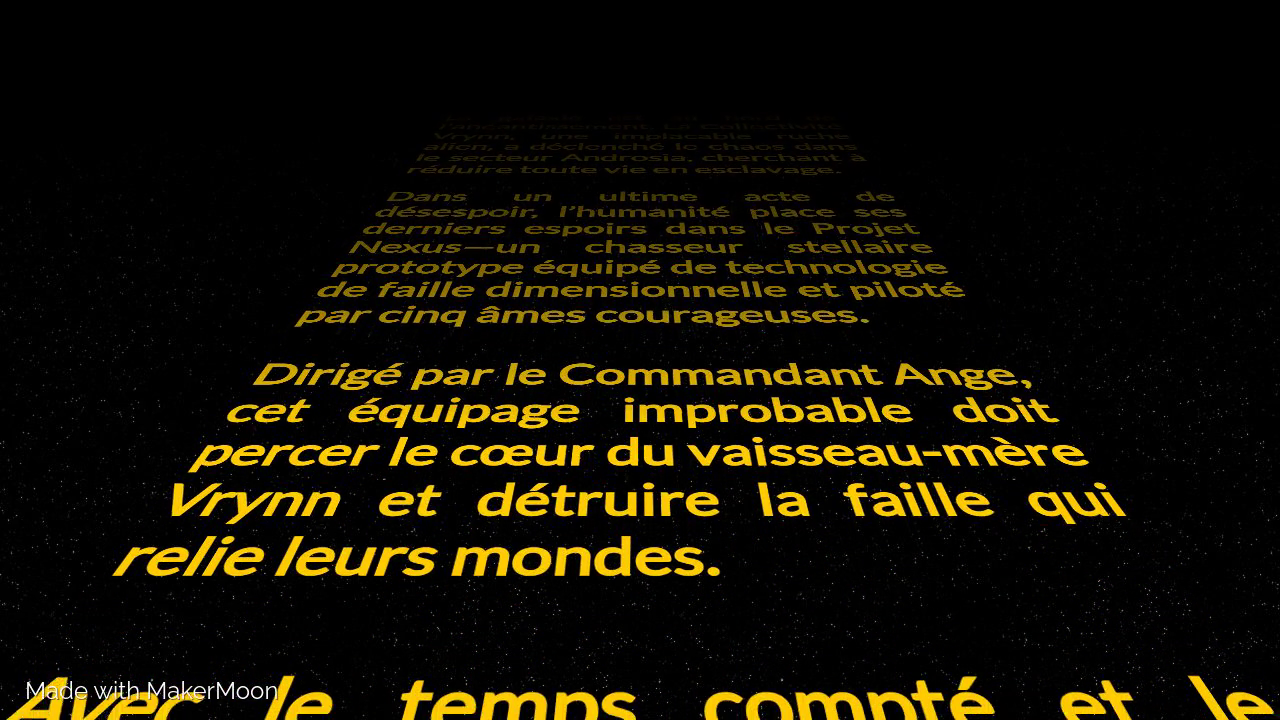 l'anéantissement. La Collectivité
Vrynn, une implacable ruche
alien, a déclenché le chaos dans
le secteur Androsia, cherchant à
réduire toute vie en esclavage.
Dans un ultime acte de
désespoir, l'humanité place ses
derniers espoirs dans le Projet
Nexus—un chasseur stellaire
prototype équipé de technologie
de faille dimensionnelle et piloté
par cinq âmes courageuses.
Dirigé par le Commandant Ange,
cet équipage improbable doit
percer le cœur du vaisseau-mère
Vrynn et détruire la faille qui
relie leurs mondes.
Avec le temps compté et le
Made with MakerMoon